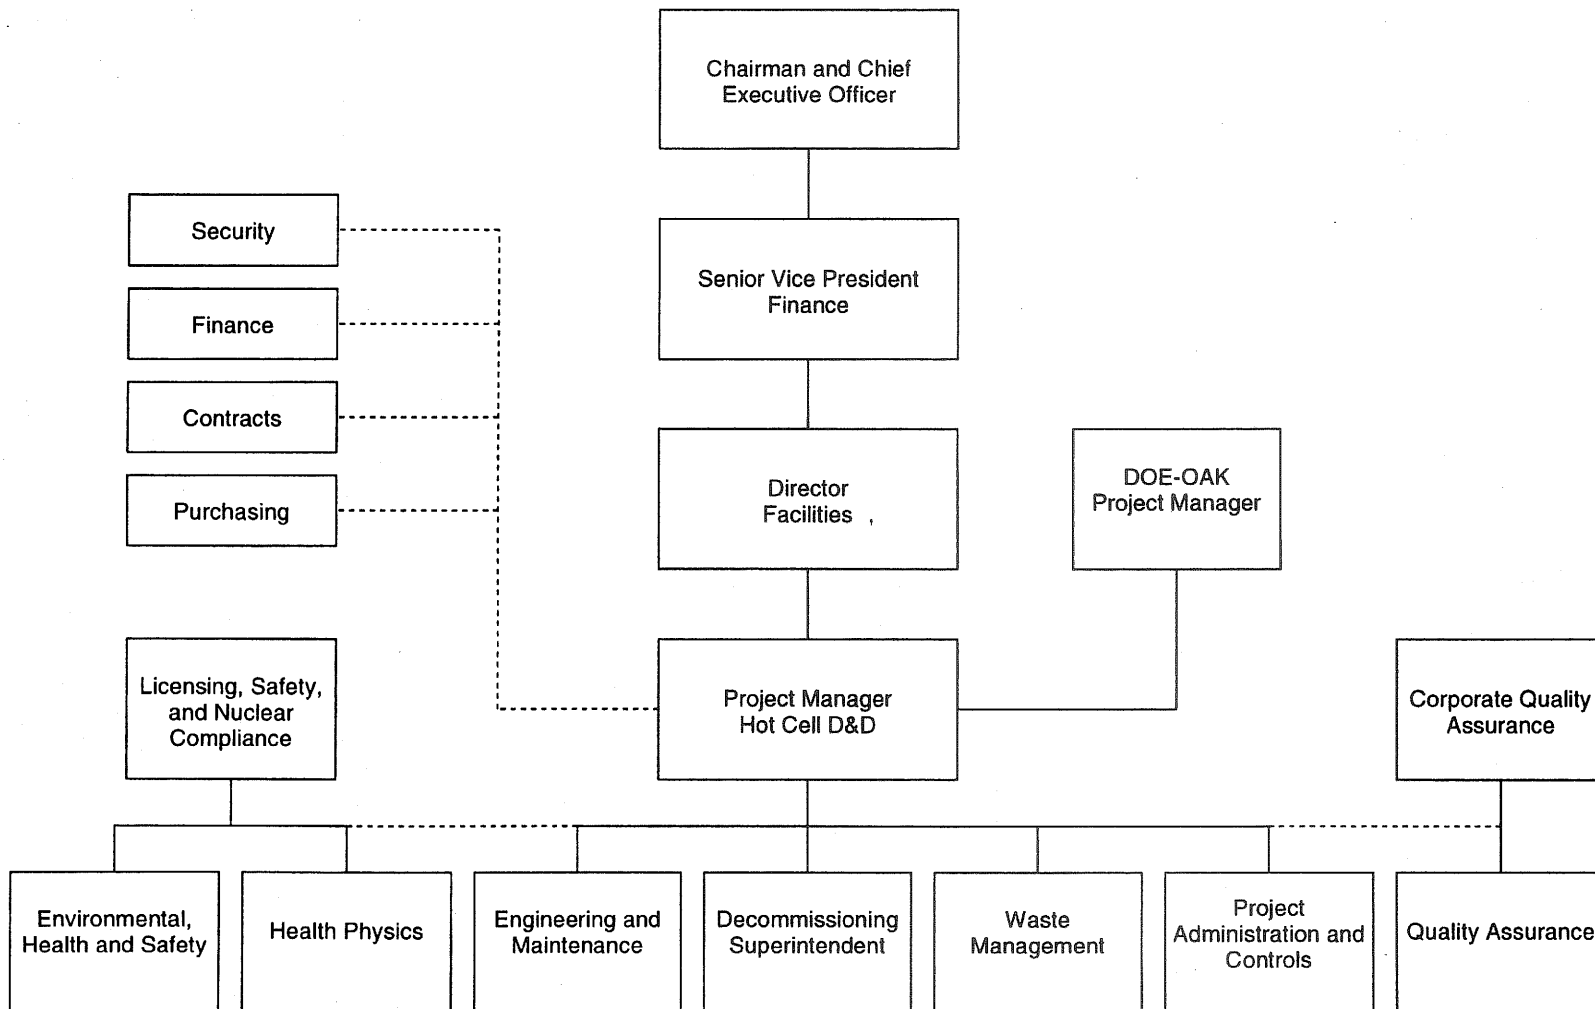 Chairman and Chief
Executive Officer
Security
Senior Vice President
Finance
Finance
Contracts
Purchasing
Director
Facilities ,
DOE-OAK
Project Manager
Licensing, Safety,
and Nuclear
Compliance
Project Manager
Hot Cell D&D
Corporate Quality
Assurance
Environmental,
Health and Safety
Health Physics
Engineering and
Maintenance
Decommissioning
Superintendent
Waste
Management
Project
Administration and
Controls
Quality Assurance